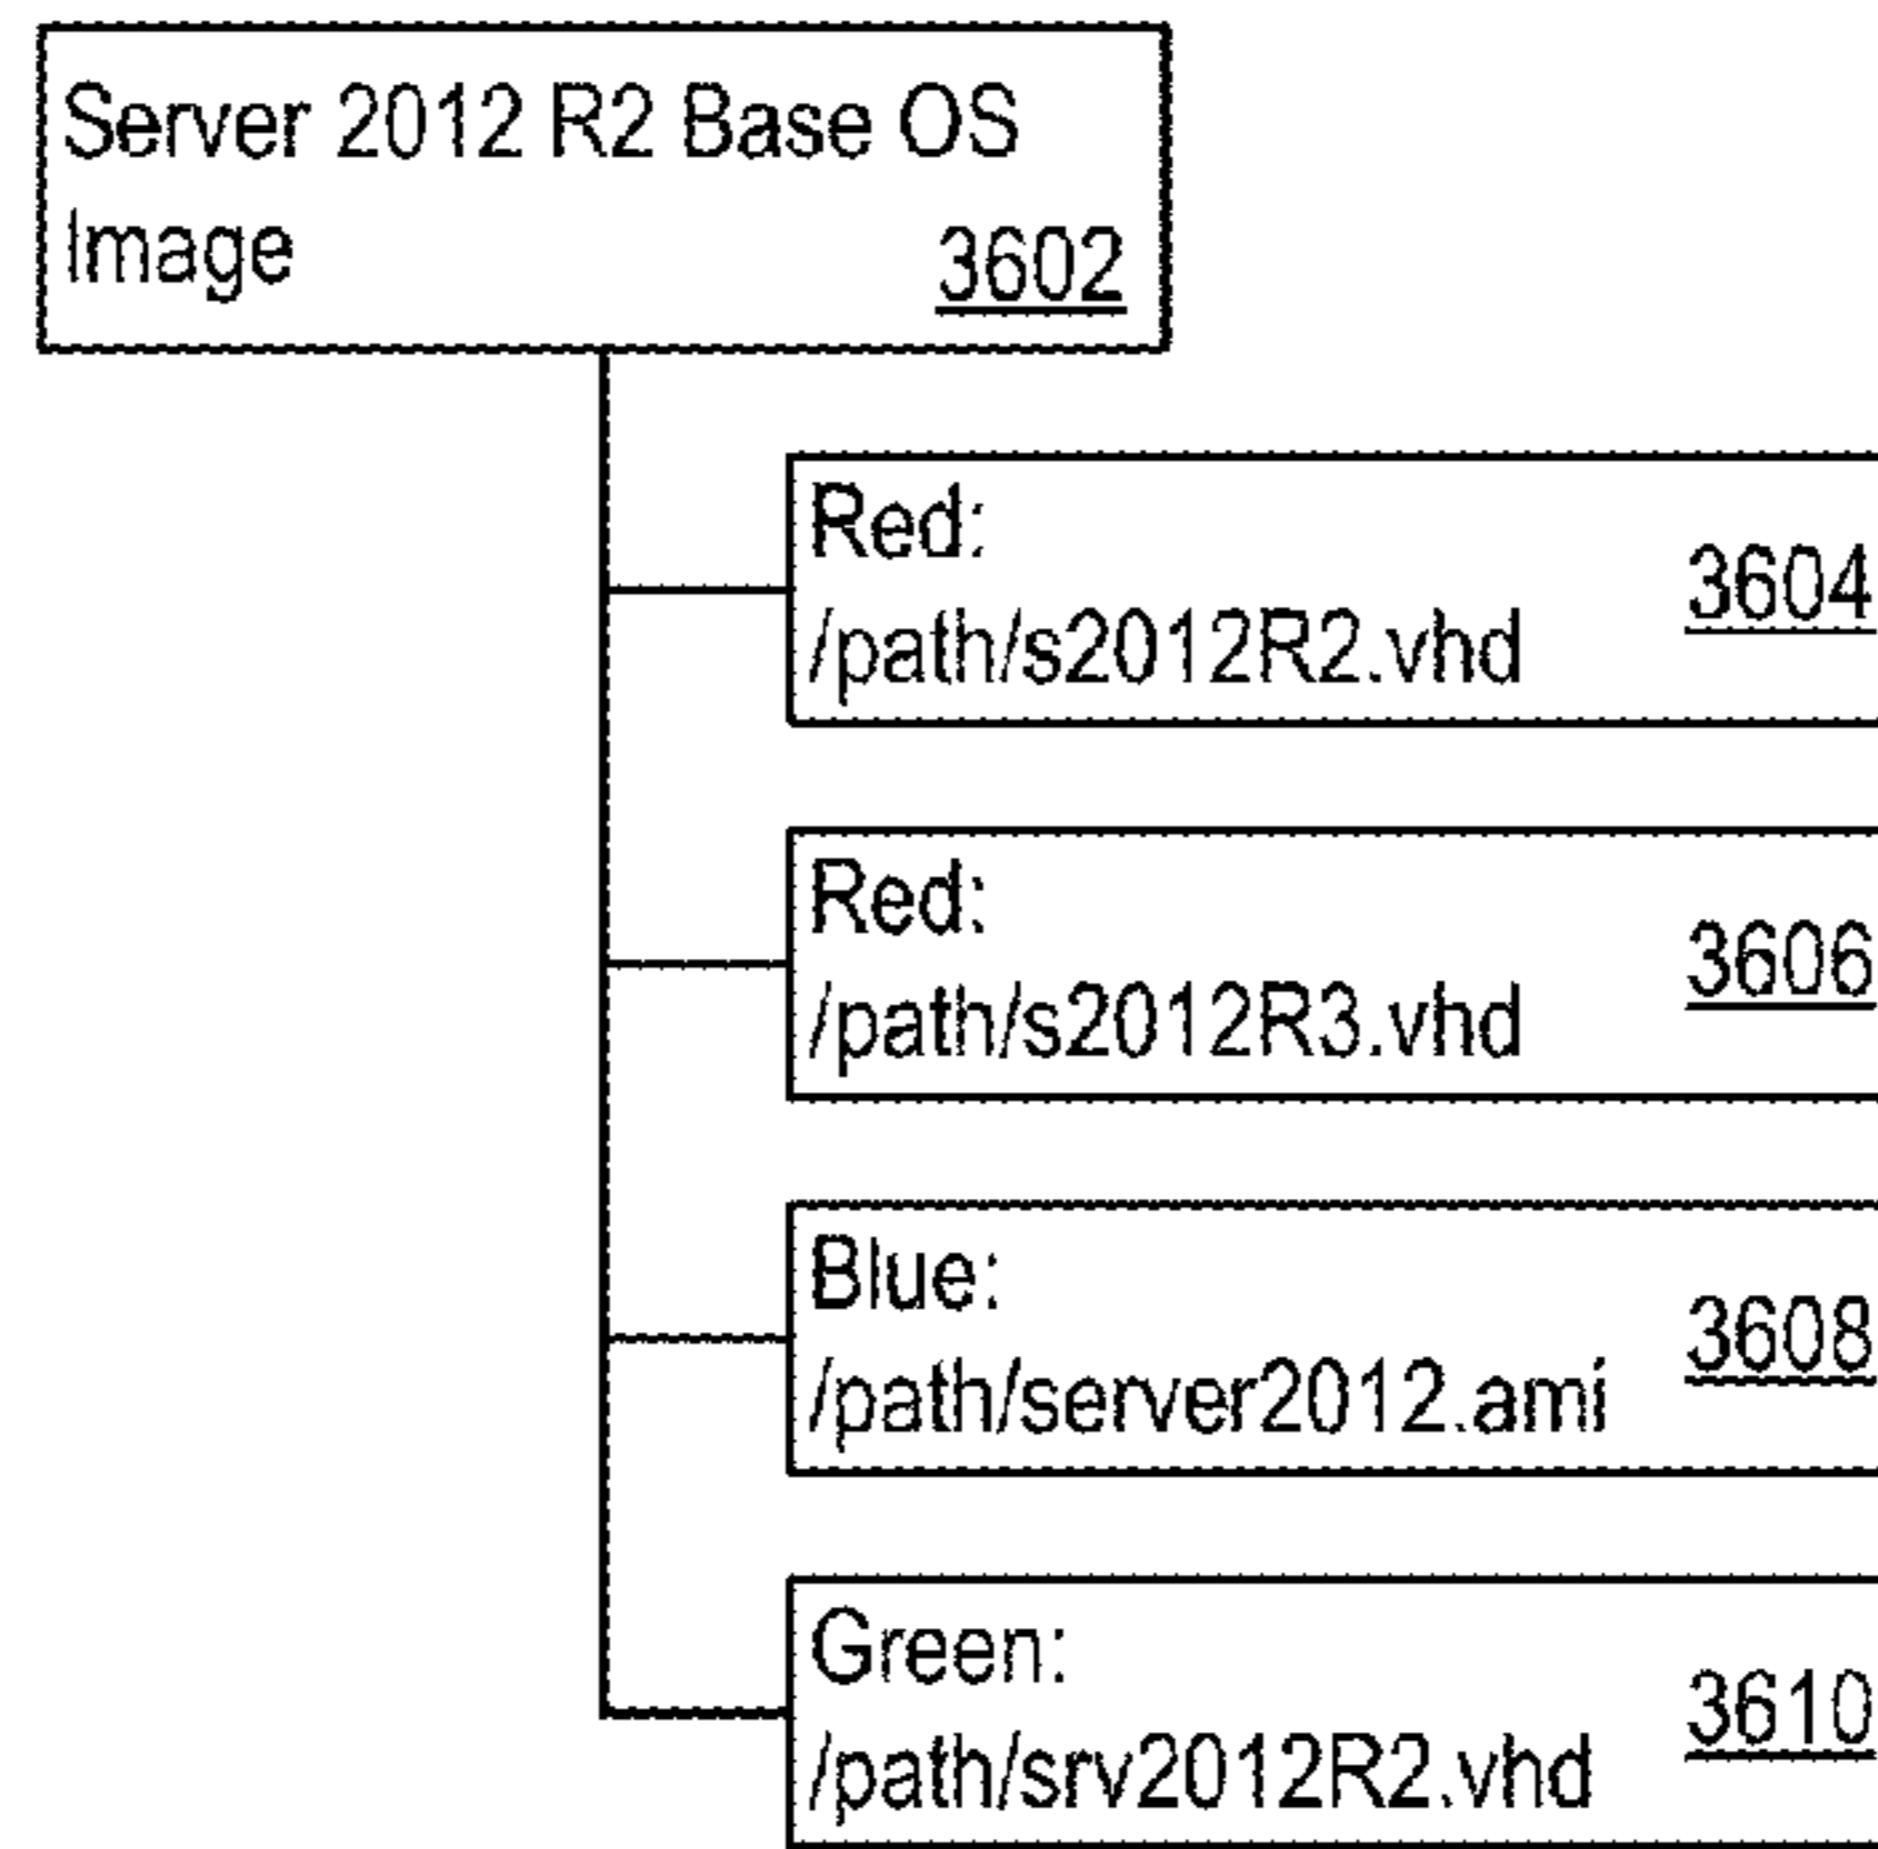 Server 2012 R2 Base OS
Image 3602
Red:
3604
/path/s2012R2.vhd
Red:
3606
/path/s2012R3.vhd
Blue:
3608
/path/server2012.ami
Green:
3610
/path/srv2012R2.vhd